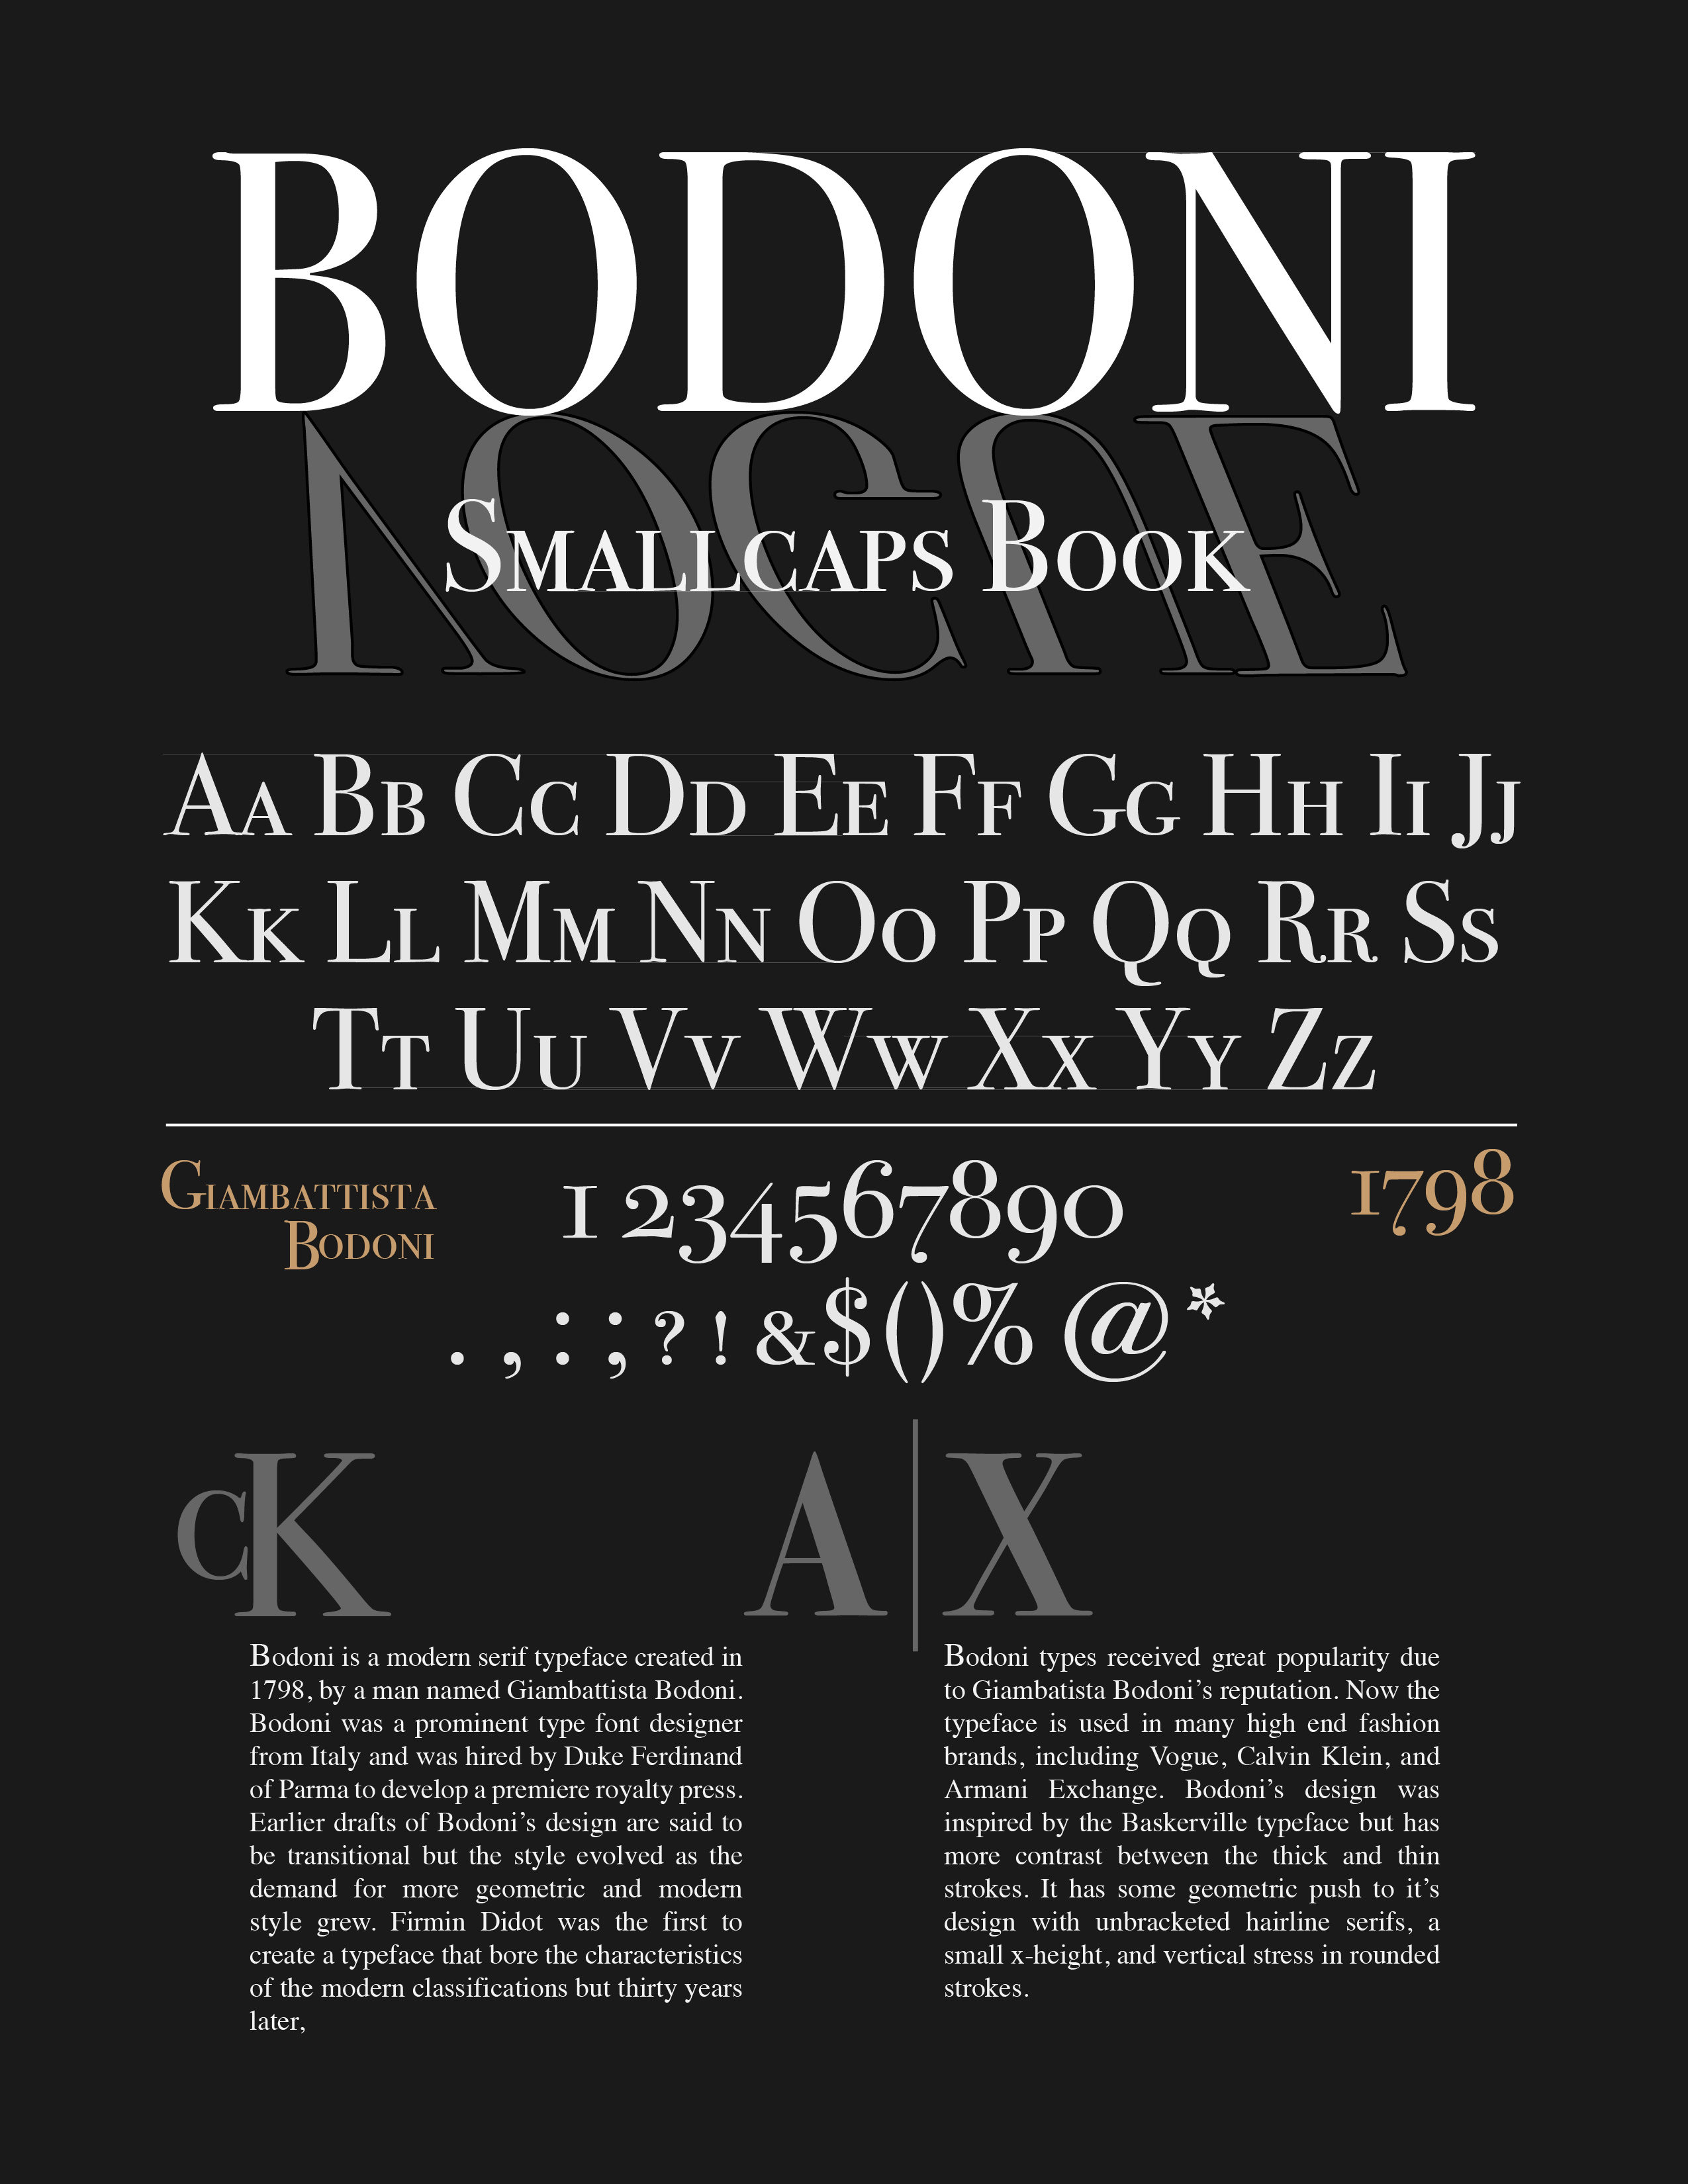 BODONI
VOGUE
Smallcaps Book
Aa Bb Cc Dd Ee Ff Gg Hh Ii Jj
Kk Ll Mm Nn Oo Pp Qq Rr Ss
Tt Uu Vv Ww Xx Yy Zz
Giambattista
Bodoni
1 234567890
1798
. , : ; ? ! &$()% @*
cK
A|X
Bodoni is a modern serif typeface created in
1798, by a man named Giambattista Bodoni.
Bodoni was a prominent type font designer
from Italy and was hired by Duke Ferdinand
of Parma to develop a premiere royalty press.
Earlier drafts of Bodoni’s design are said to
be transitional but the style evolved as the
demand for more geometric and modern
style grew. Firmin Didot was the first to
create a typeface that bore the characteristics
of the modern classifications but thirty years
later,
Bodoni types received great popularity due
to Giambatista Bodoni’s reputation. Now the
typeface is used in many high end fashion
brands, including Vogue, Calvin Klein, and
Armani Exchange. Bodoni’s design was
inspired by the Baskerville typeface but has
more contrast between the thick and thin
strokes. It has some geometric push to it’s
design with unbracketed hairline serifs, a
small x-height, and vertical stress in rounded
strokes.